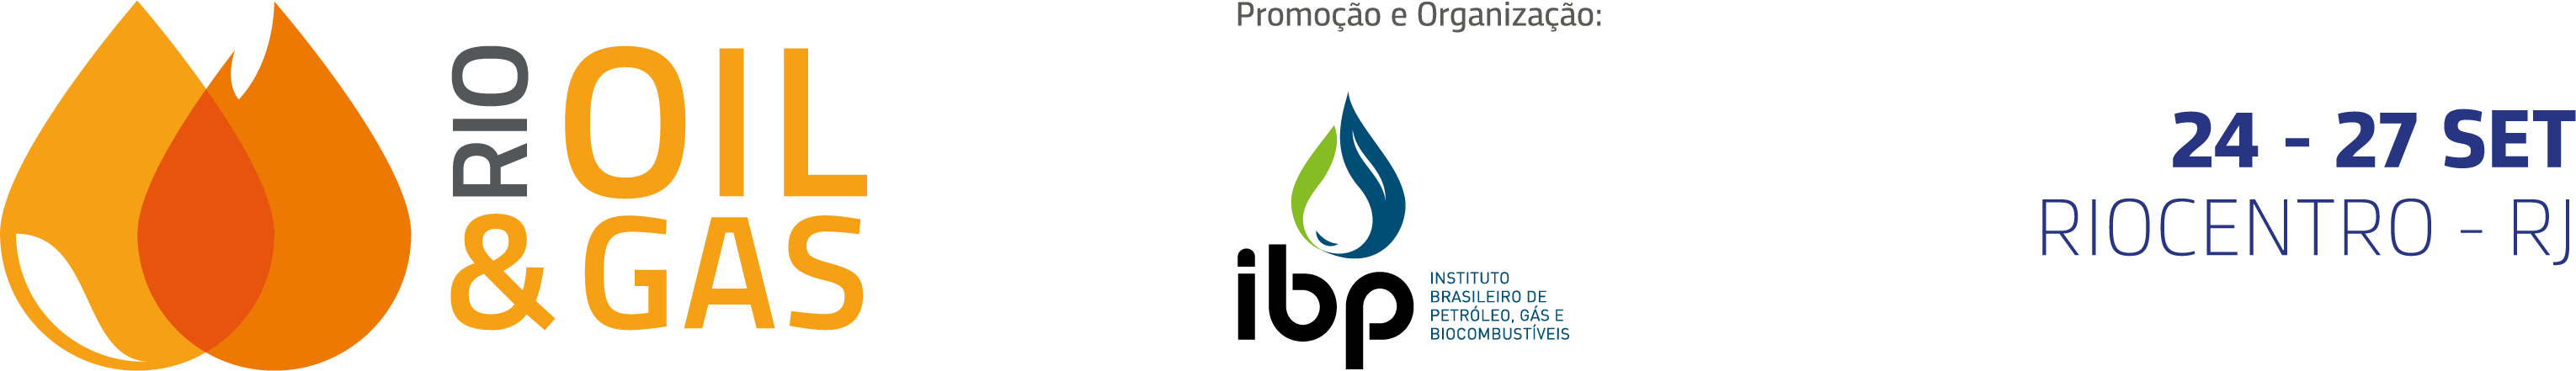 RIO
OIL
&GAS
Promoção e Organização:
ibp
INSTITUTO
BRASILEIRO DE
PETRÓLEO, GÁS E
BIOCOMBUSTÍVEIS
24 - 27 SET
RIOCENTRO - RJ